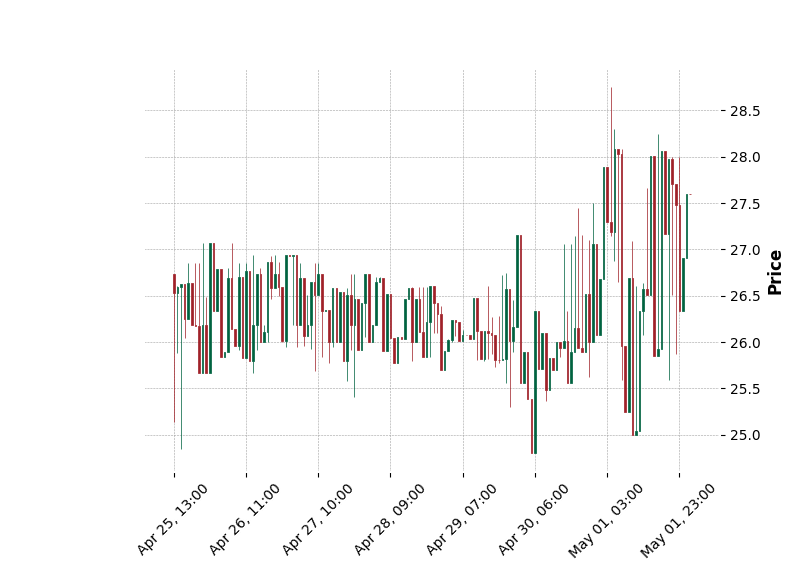 28.5
28.0
27.5
27.0
26.5
26.0
25.5
25.0
Price
Apr 25, 13:00
Apr 26, 11:00
Apr 27, 10:00
Apr 28, 09:00
Apr 29, 07:00
Apr 30, 06:00
May 01, 03:00
May 01, 23:00